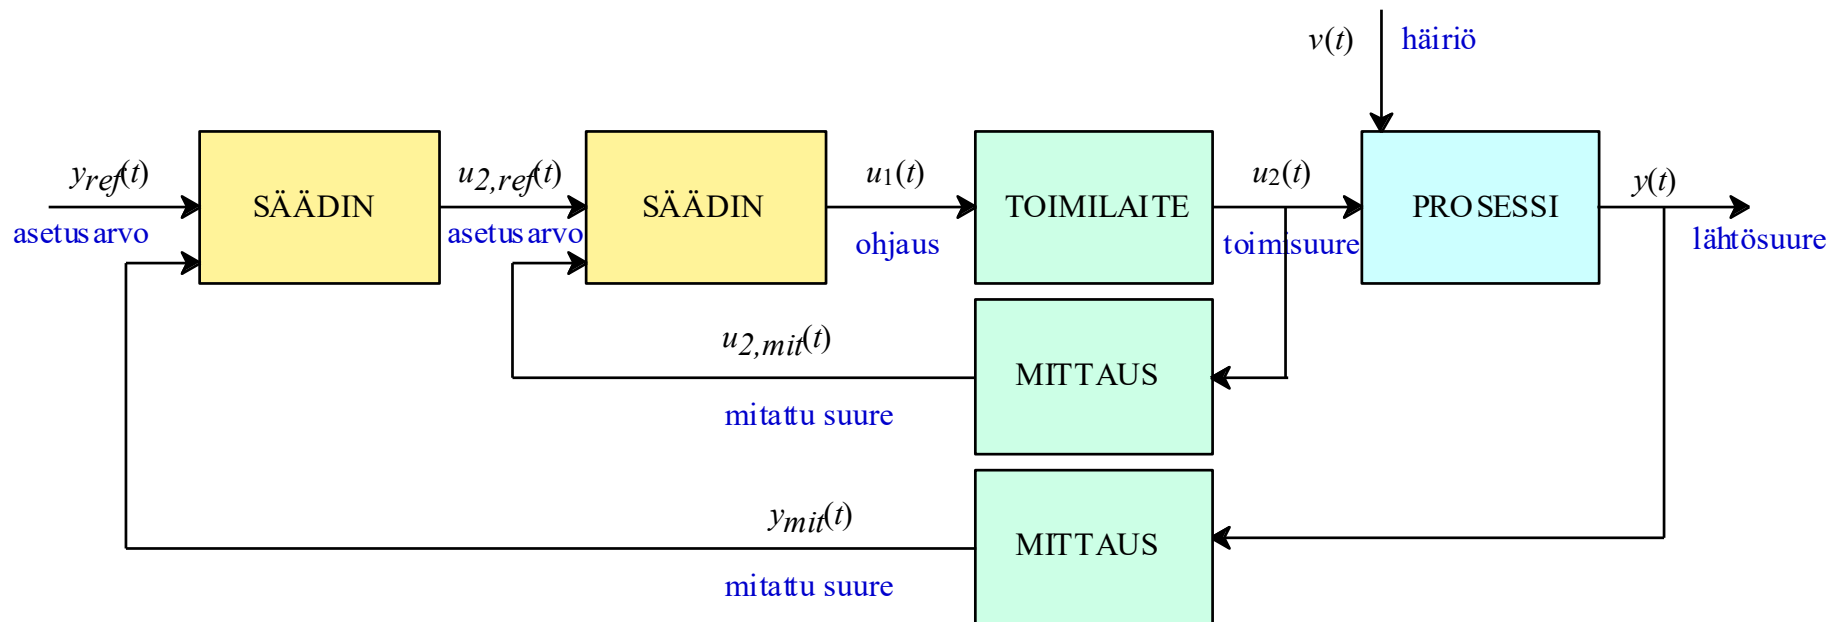 v(t) häiriö
yref(t) u2,ref(t) u1(t) u2(t) y(t)
SÄÄDIN SÄÄDIN TOIMILAITE PROSESSI
asetusarvo asetusarvo ohjaus toimisuure lähtösuure
u2,mit(t)
MITTAUS
mitattu suure
ymit(t)
MITTAUS
mitattu suure